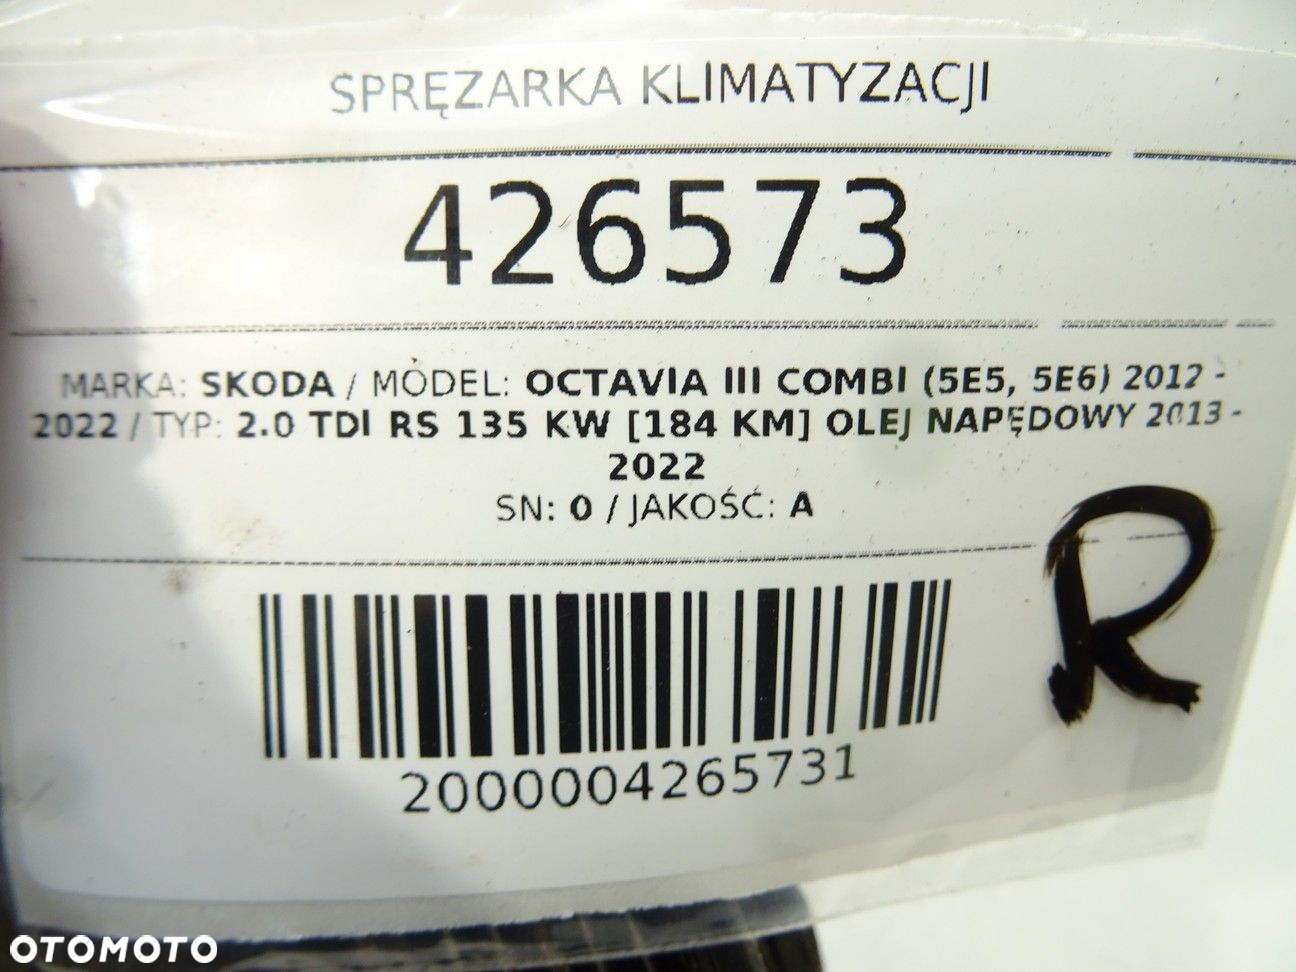 SPRĘZARKA KLIMATYZACJI
426573
MARKA: SKODA / MODEL: OCTAVIA III COMBI (5E5, 5E6) 2012 -
2022 / TYP: 2.0 TDI RS 135 KW [184 KM] OLEJ NAPĘDOWY 2013 -
2022
SN: 0 / JAKOŚĆ: A
R
2000004265731
OTOMOTO